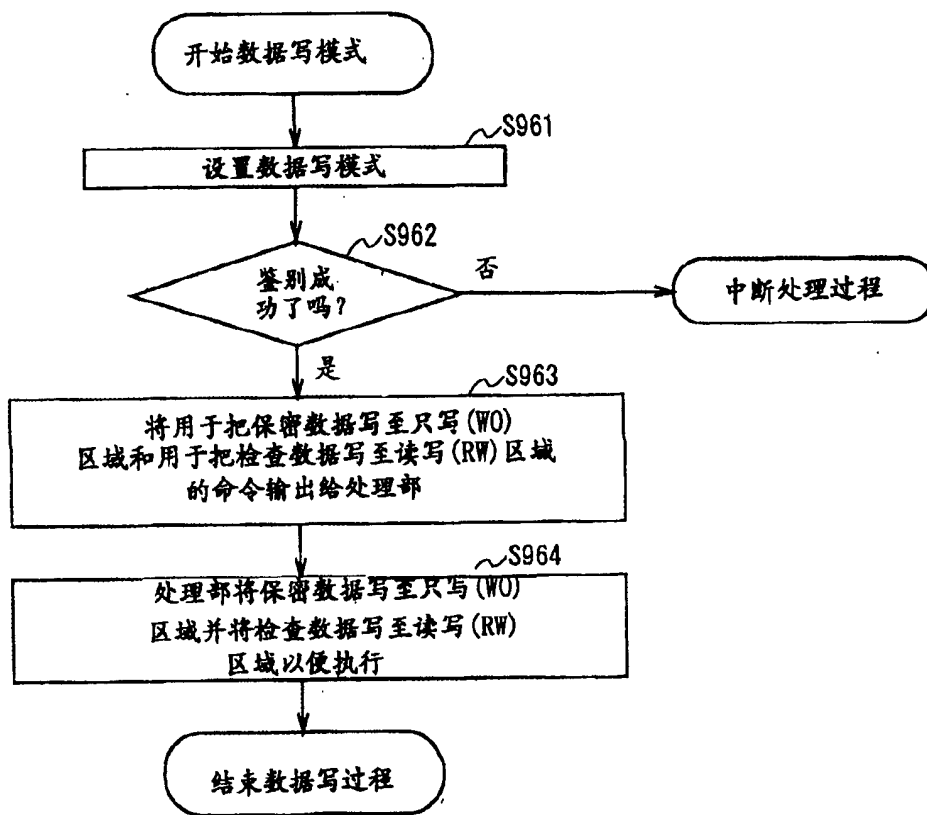 开始数据写模式
S961
设置数据写模式
S962
鉴别成
功了吗？
否
中断处理过程
是
S963
将用于把保密数据写至只写(WO)
区域和用于把检查数据写至读写(RW)区域
的命令输出给处理部
S964
处理部将保密数据写至只写(WO)
区域并将检查数据写至读写(RW)
区域以便执行
结束数据写过程